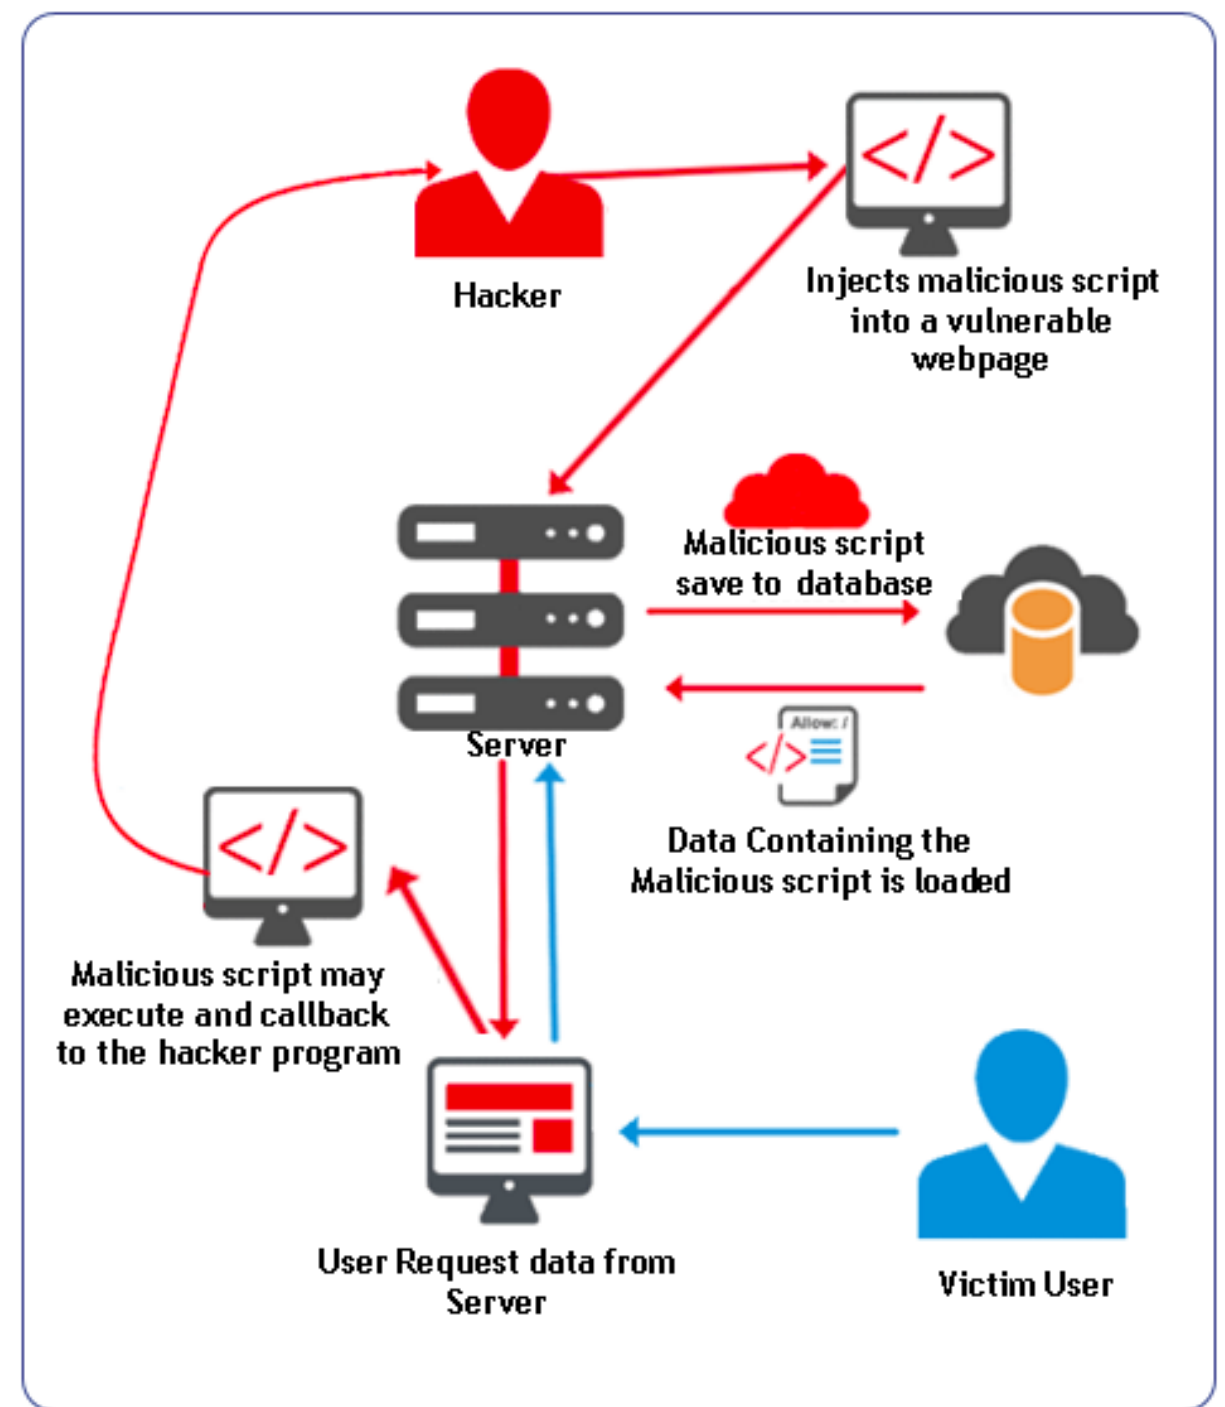 Hacker
Injects malicious script
into a vulnerable
webpage
Malicious script
save to database
Server
Allow: /
</>
Data Containing the
Malicious script is loaded
</>
</>
Malicious script may
execute and callback
to the hacker program
User Request data from
Server
Victim User